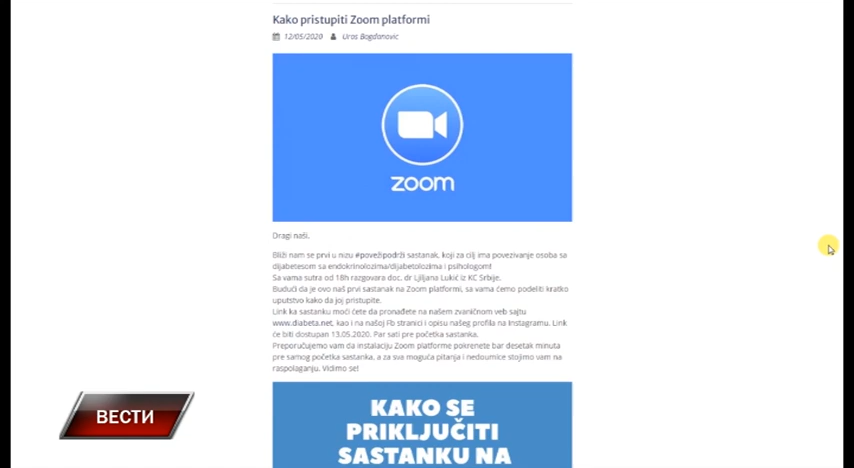 Kako pristupiti Zoom platformi
12/05/2020 Uros Bogdanovic
zoom
Dragi naši,
Bliži nam se prvi u nizu #povežipodrži sastanak, koji za cilj ima povezivanje osoba sa
dijabetesom sa endokrinolozima/dijabetolozima i psihologom!
Sa vama sutra od 18h razgovara doc. dr Ljiljana Lukić iz KC Srbije.
Budući da je ovo naš prvi sastanak na Zoom platformi, sa vama ćemo podeliti kratko
uputstvo kako da joj pristupite.
Link ka sastanku moći ćete da pronađete na našem zvaničnom veb sajtu
www.diabeta.net, kao i na našoj Fb stranici i opisu našeg profila na Instagramu. Link
će biti dostupan 13.05.2020. Par sati pre početka sastanka.
Preporučujemo vam da instalaciju Zoom platforme pokrenete bar desetak minuta
pre samog početka sastanka, a za sva moguća pitanja i nedoumice stojimo vam na
raspolaganju. Vidimo se!
KAKO SE
PRIKLJUČITI
SASTANKU NA
ВЕСТИ